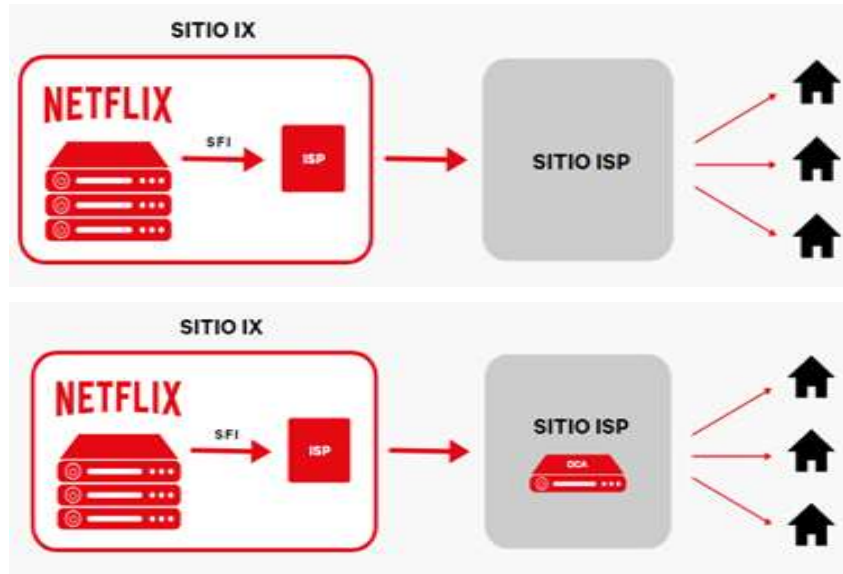 SITIO IX
NETFLIX
SFI
ISP
SITIO ISP
SITIO IX
NETFLIX
SFI
ISP
SITIO ISP
OCA